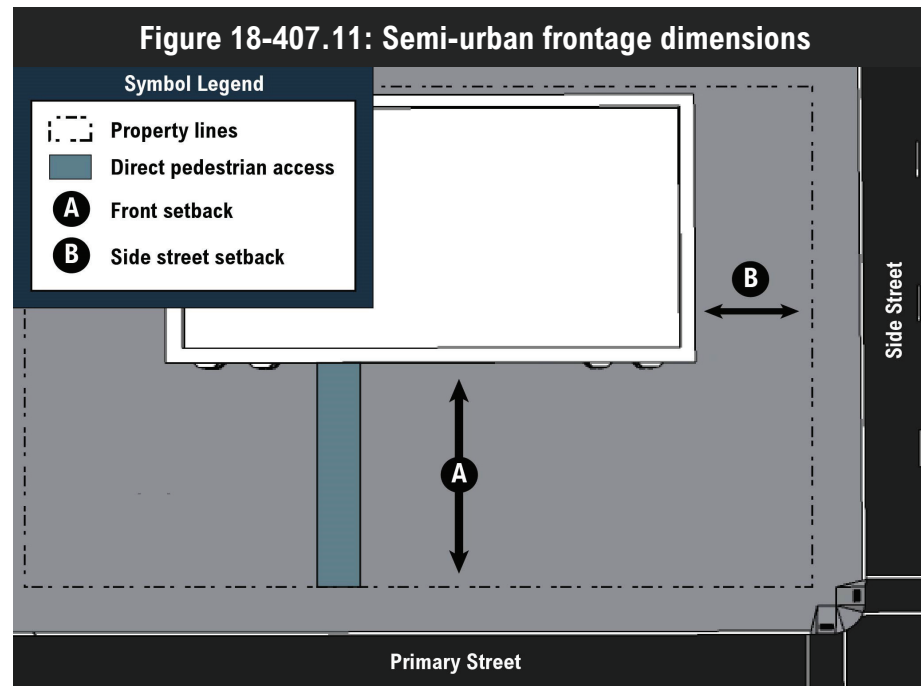 Figure 18-407.11: Semi-urban frontage dimensions
Symbol Legend
Property lines
Direct pedestrian access
A Front setback
B Side street setback
B
Side Street
A
Primary Street